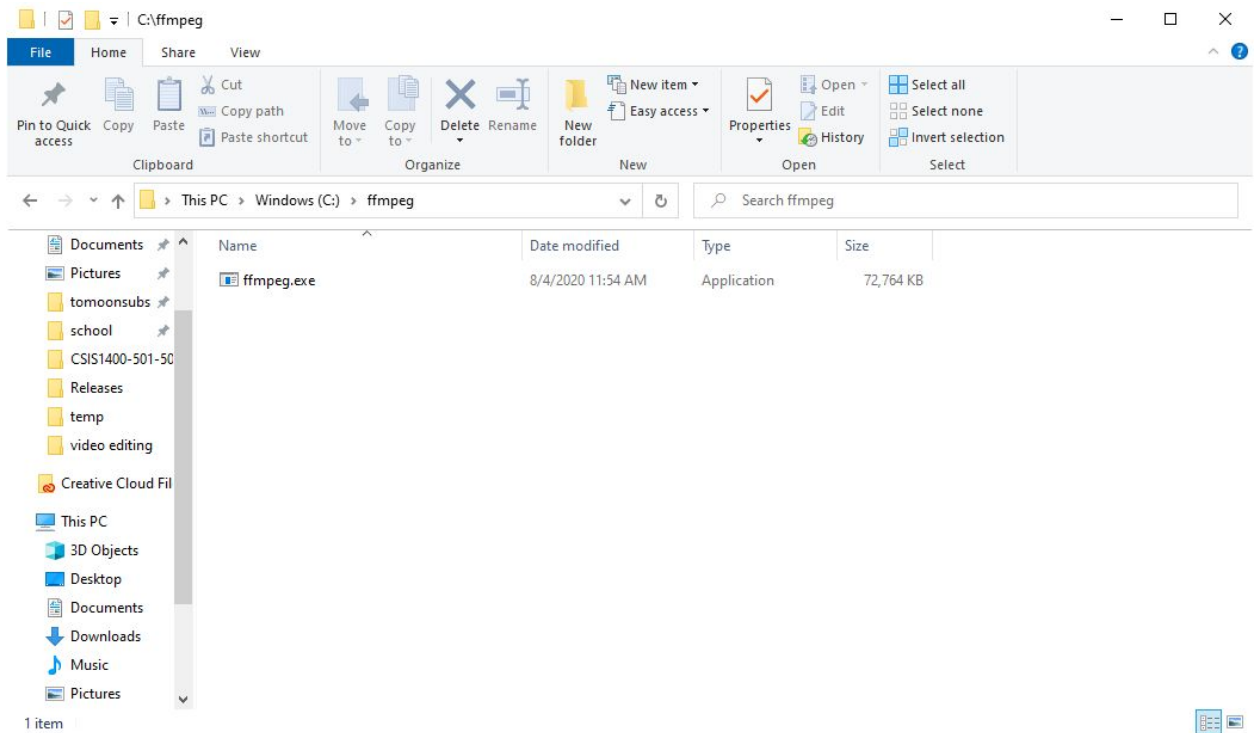 C:\ffmpeg
File Home Share View
Pin to Quick access
Copy
Paste
Cut
Copy path
Paste shortcut
Clipboard
Move to
Copy to
Delete
Rename
Organize
New folder
New item
Easy access
New
Properties
Open
Edit
History
Open
Select all
Select none
Invert selection
Select
This PC > Windows (C:) > ffmpeg
Search ffmpeg
Name Date modified Type Size
ffmpeg.exe 8/4/2020 11:54 AM Application 72,764 KB
Documents
Pictures
tomoonsubs
school
CSIS1400-501-50
Releases
temp
video editing
Creative Cloud Fil
This PC
3D Objects
Desktop
Documents
Downloads
Music
Pictures
1 item